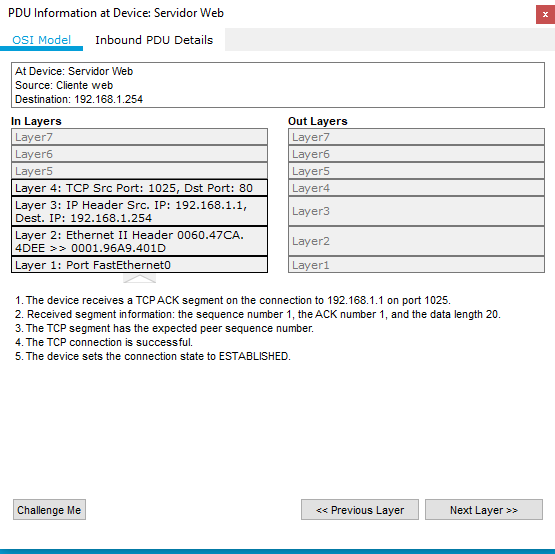 PDU Information at Device: Servidor Web
x
OSI Model Inbound PDU Details
At Device: Servidor Web
Source: Cliente web
Destination: 192.168.1.254
In Layers
Layer7
Layer6
Layer5
Layer 4: TCP Src Port: 1025, Dst Port: 80
Layer 3: IP Header Src. IP: 192.168.1.1,
Dest. IP: 192.168.1.254
Layer 2: Ethernet II Header 0060.47CA.
4DEE >> 0001.96A9.401D
Layer 1: Port FastEthernet0
Out Layers
Layer7
Layer6
Layer5
Layer4
Layer3
Layer2
Layer1
1. The device receives a TCP ACK segment on the connection to 192.168.1.1 on port 1025.
2. Received segment information: the sequence number 1, the ACK number 1, and the data length 20.
3. The TCP segment has the expected peer sequence number.
4. The TCP connection is successful.
5. The device sets the connection state to ESTABLISHED.
Challenge Me
<< Previous Layer
Next Layer >>